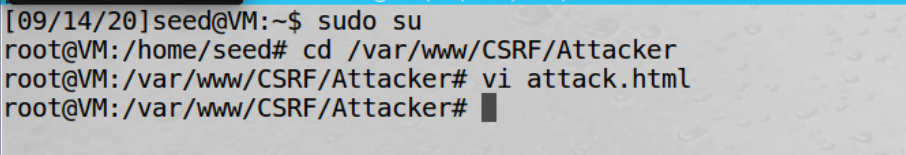 [09/14/20]seed@VM:~$ sudo su
root@VM:/home/seed# cd /var/www/CSRF/Attacker
root@VM:/var/www/CSRF/Attacker# vi attack.html
root@VM:/var/www/CSRF/Attacker#